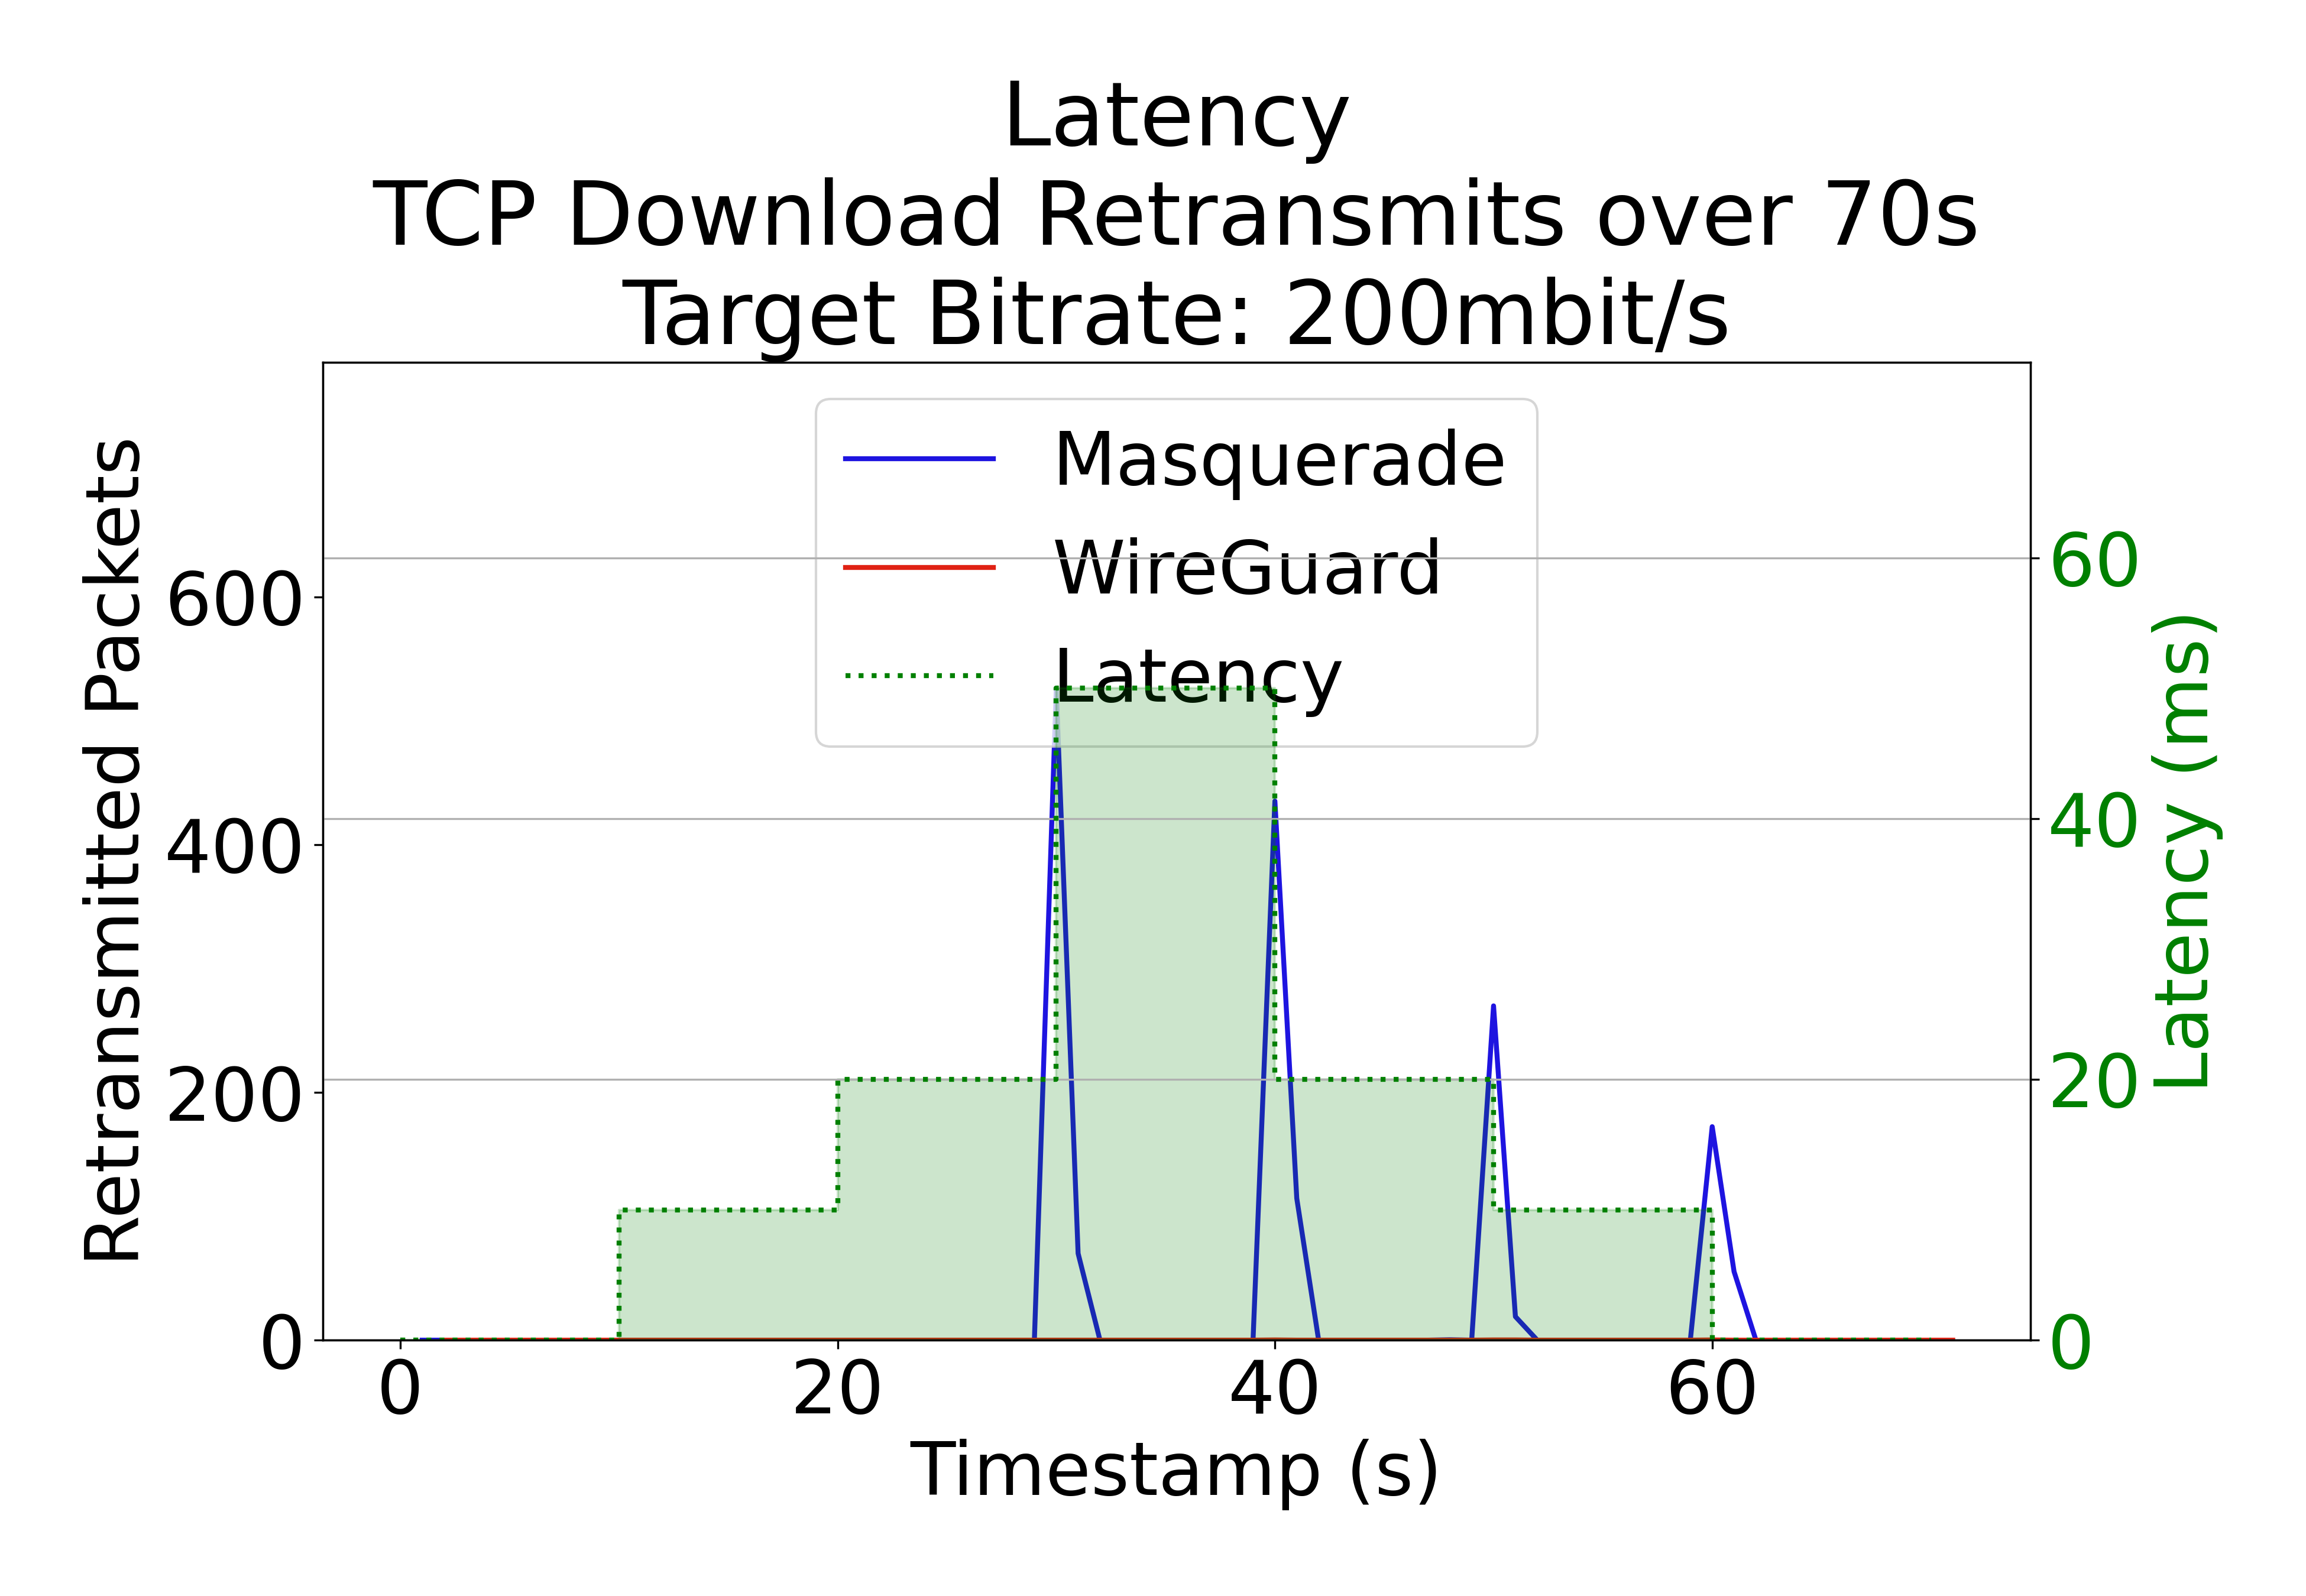 Latency
TCP Download Retransmits over 70s
Target Bitrate: 200mbit/s
Masquerade
WireGuard
Latency
Retransmitted Packets
600
400
200
0
60
40
20
0
Latency (ms)
0 20 40 60
Timestamp (s)